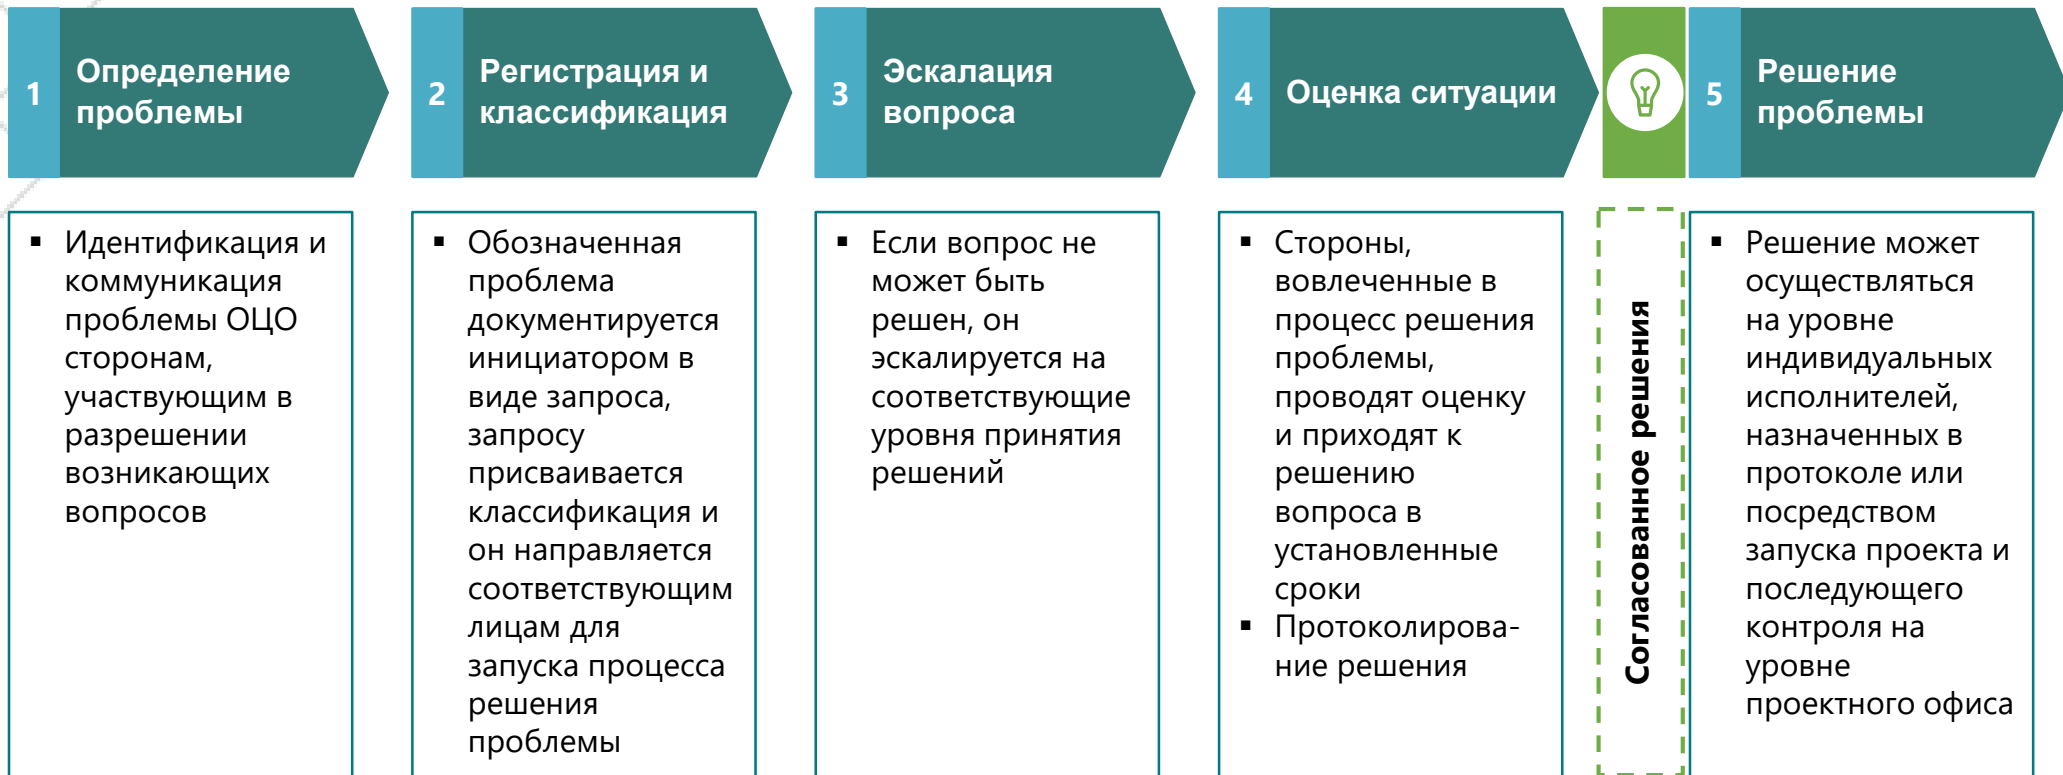 1
Определение
проблемы
2
Регистрация и
классификация
3
Эскалация
вопроса
4
Оценка ситуации
5
Решение
проблемы
▪ Идентификация и
коммуникация
проблемы ОЦО
сторонам,
участвующим в
разрешении
возникающих
вопросов
▪ Обозначенная
проблема
документируется
инициатором в
виде запроса,
запросу
присваивается
классификация и
он направляется
соответствующим
лицам для
запуска процесса
решения
проблемы
▪ Если вопрос не
может быть
решен, он
эскалируется на
соответствующие
уровня принятия
решений
▪ Стороны,
вовлеченные в
процесс решения
проблемы,
проводят оценку
и приходят к
решению
вопроса в
установленные
сроки
▪ Протоколирова-
ние решения
Согласованное решения
▪ Решение может
осуществляться
на уровне
индивидуальных
исполнителей,
назначенных в
протоколе или
посредством
запуска проекта и
последующего
контроля на
уровне
проектного офиса